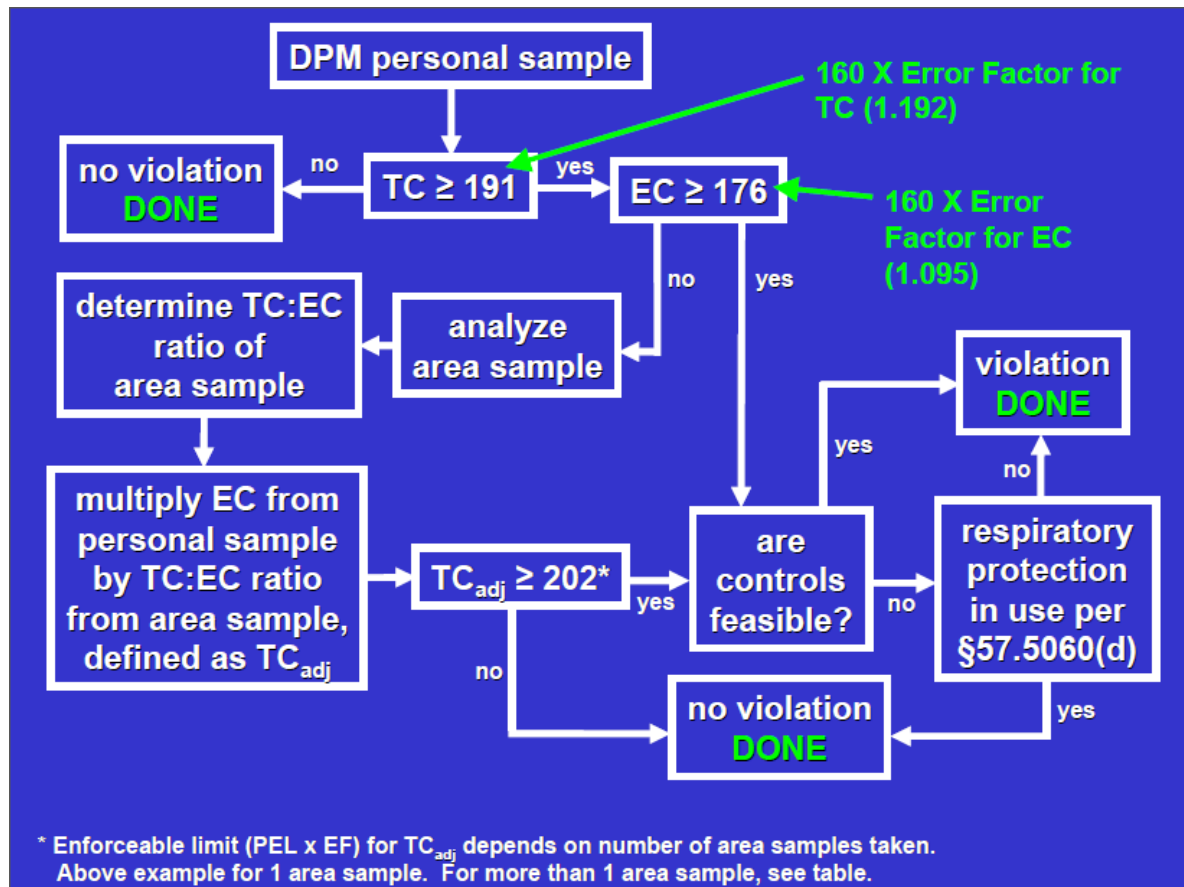 DPM personal sample
160 X Error Factor for
TC (1.192)
no violation
DONE
no
TC ≥ 191
yes
EC ≥ 176
160 X Error
Factor for EC
(1.095)
no
yes
determine TC:EC
ratio of
area sample
analyze
area sample
violation
DONE
yes
no
multiply EC from
personal sample
by TC:EC ratio
from area sample,
defined as TCadj
TCadj ≥ 202*
yes
no
are
controls
feasible?
no
respiratory
protection
in use per
§57.5060(d)
yes
no violation
DONE
* Enforceable limit (PEL x EF) for TCadj depends on number of area samples taken.
Above example for 1 area sample. For more than 1 area sample, see table.